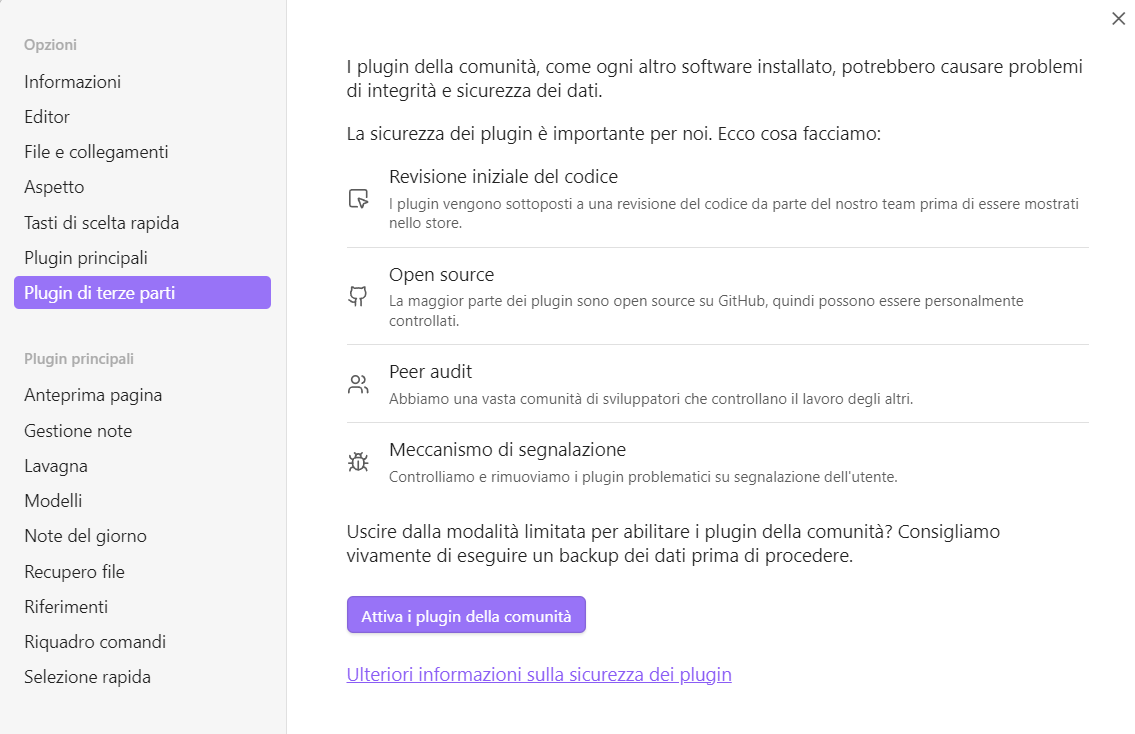 Opzioni
Informazioni
Editor
File e collegamenti
Aspetto
Tasti di scelta rapida
Plugin principali
Plugin di terze parti
Plugin principali
Anteprima pagina
Gestione note
Lavagna
Modelli
Note del giorno
Recupero file
Riferimenti
Riquadro comandi
Selezione rapida
I plugin della comunità, come ogni altro software installato, potrebbero causare problemi
di integrità e sicurezza dei dati.
La sicurezza dei plugin è importante per noi. Ecco cosa facciamo:
Revisione iniziale del codice
I plugin vengono sottoposti a una revisione del codice da parte del nostro team prima di essere mostrati
nello store.
Open source
La maggior parte dei plugin sono open source su GitHub, quindi possono essere personalmente
controllati.
Peer audit
Abbiamo una vasta comunità di sviluppatori che controllano il lavoro degli altri.
Meccanismo di segnalazione
Controlliamo e rimuoviamo i plugin problematici su segnalazione dell'utente.
Uscire dalla modalità limitata per abilitare i plugin della comunità? Consigliamo
vivamente di eseguire un backup dei dati prima di procedere.
Attiva i plugin della comunità
Ulteriori informazioni sulla sicurezza dei plugin